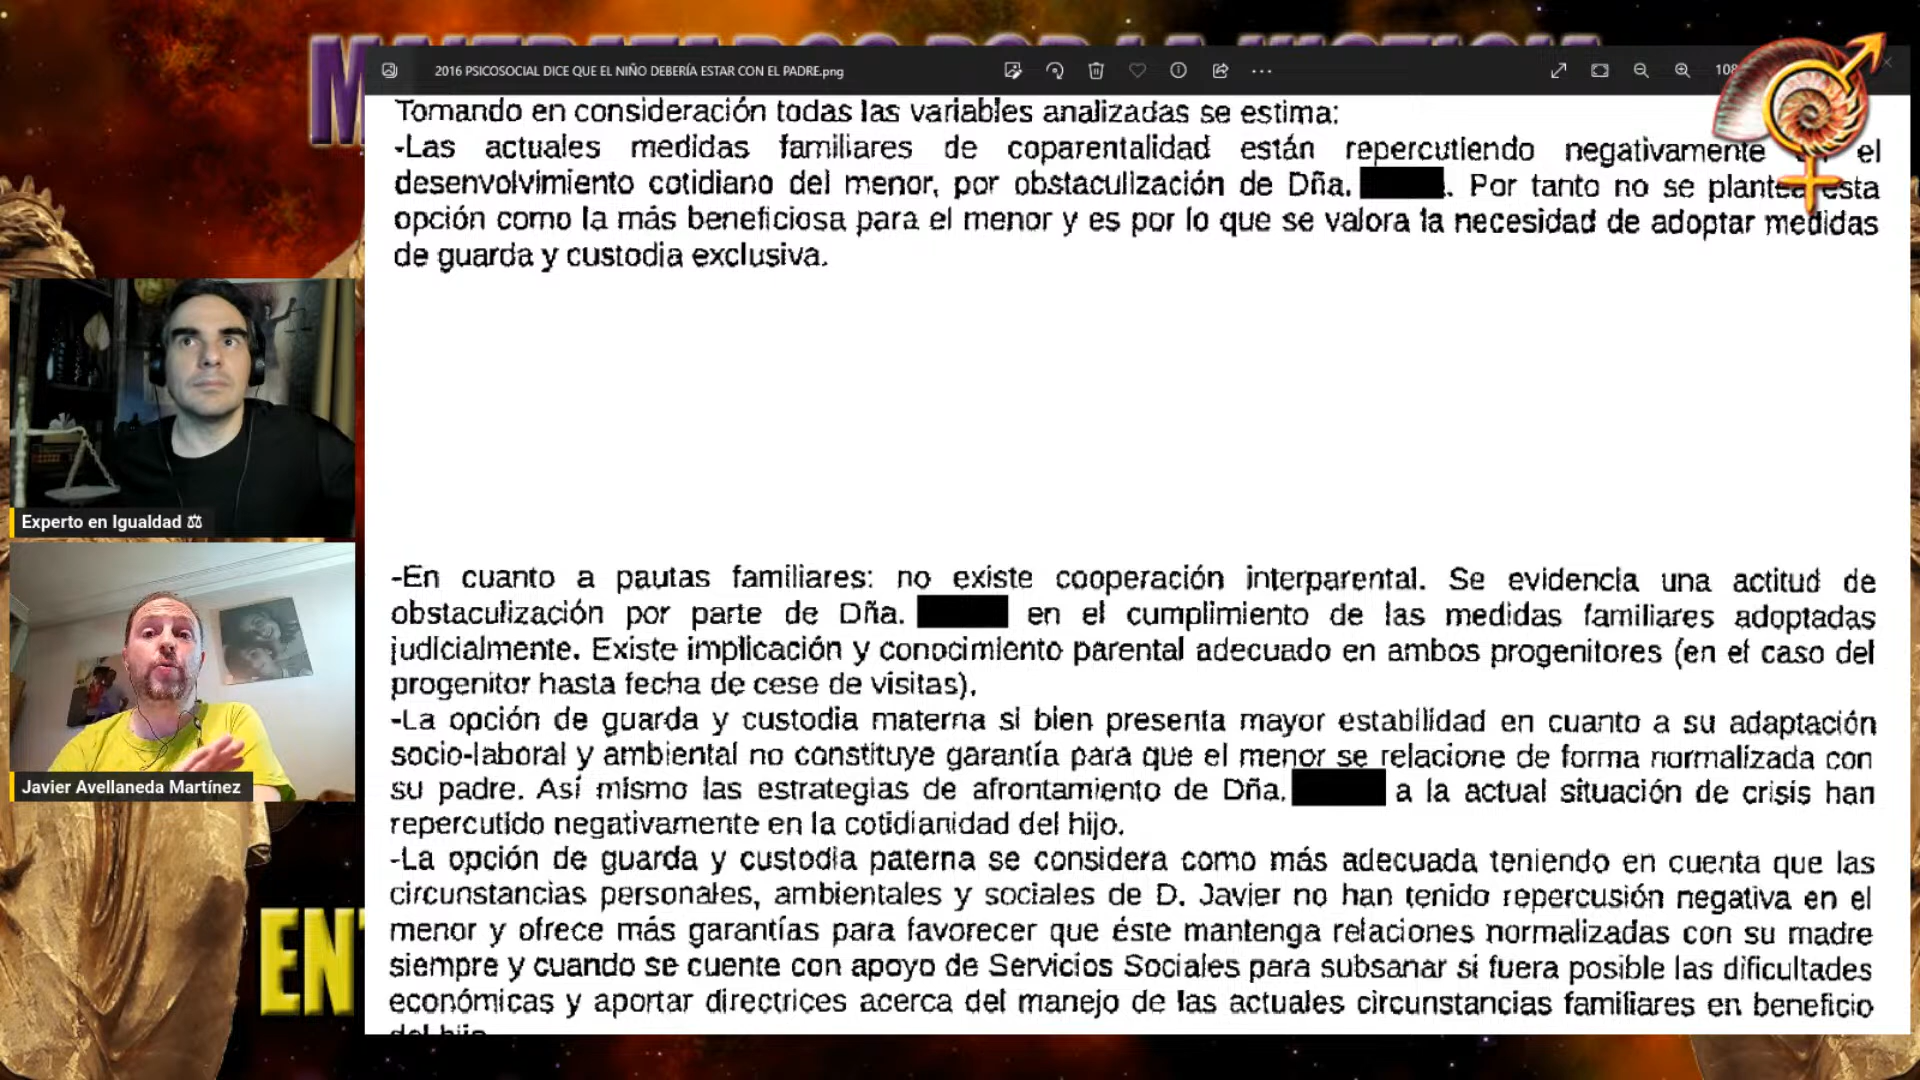 2016 PSICOSOCIAL DICE QUE EL NIÑO DEBERÍA ESTAR CON EL PADRE.png
108
Tomando en consideración todas las variables analizadas se estima:
-Las actuales medidas familiares de coparentalidad están repercutiendo negativamente el
desenvolvimiento cotidiano del menor, por obstaculización de Dña. . Por tanto no se plantea esta
opción como la más beneficiosa para el menor y es por lo que se valora la necesidad de adoptar medidas
de guarda y custodia exclusiva.
-En cuanto a pautas familiares: no existe cooperación interparental. Se evidencia una actitud de
obstaculización por parte de Dña. en el cumplimiento de las medidas familiares adoptadas
judicialmente. Existe implicación y conocimiento parental adecuado en ambos progenitores (en el caso del
progenitor hasta fecha de cese de visitas).
-La opción de guarda y custodia materna si bien presenta mayor estabilidad en cuanto a su adaptación
socio-laboral y ambiental no constituye garantía para que el menor se relacione de forma normalizada con
su padre. Así mismo las estrategias de afrontamiento de Dña. a la actual situación de crisis han
repercutido negativamente en la cotidianidad del hijo.
-La opción de guarda y custodia paterna se considera como más adecuada teniendo en cuenta que las
circunstancias personales, ambientales y sociales de D. Javier no han tenido repercusión negativa en el
menor y ofrece más garantías para favorecer que éste mantenga relaciones normalizadas con su madre
siempre y cuando se cuente con apoyo de Servicios Sociales para subsanar si fuera posible las dificultades
económicas y aportar directrices acerca del manejo de las actuales circunstancias familiares en beneficio
del hijo
Experto en Igualdad ⚖
Javier Avellaneda Martínez